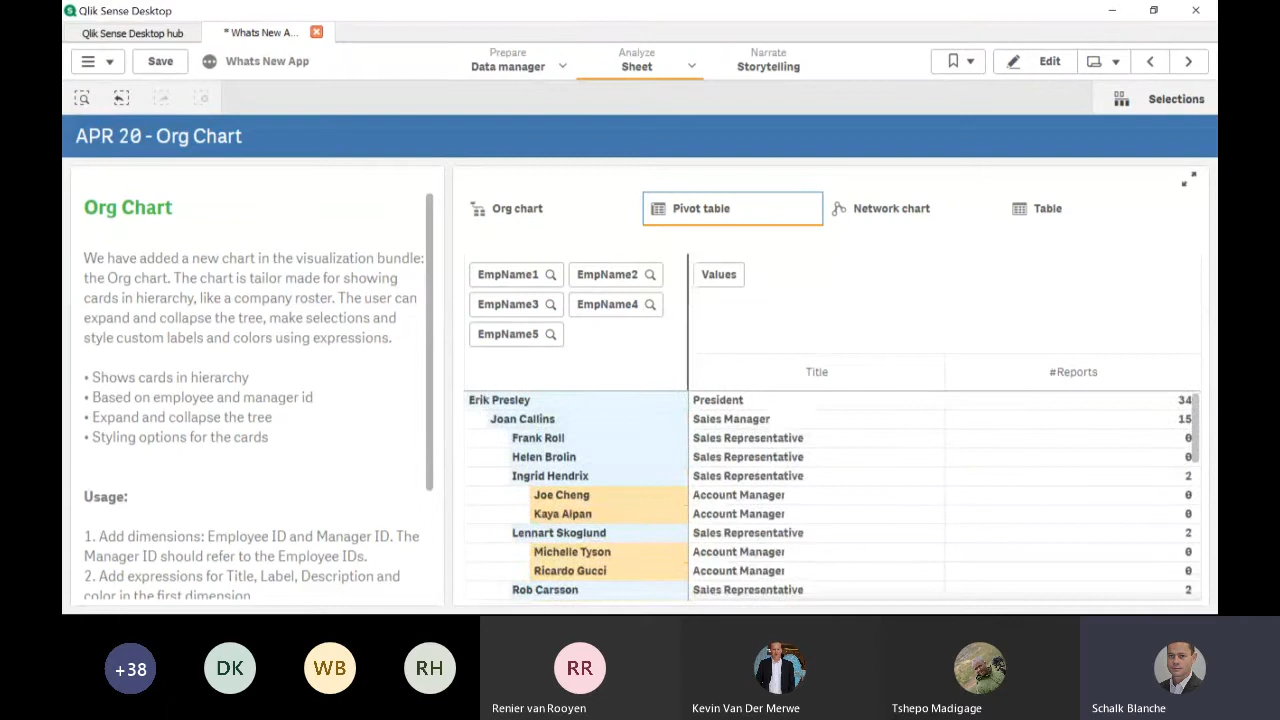 Qlik Sense Desktop
Qlik Sense Desktop hub
* Whats New A...
Save
Whats New App
Prepare
Data manager
Analyze
Sheet
Narrate
Storytelling
Edit
Selections
APR 20 - Org Chart
Org Chart
We have added a new chart in the visualization bundle:
the Org chart. The chart is tailor made for showing
cards in hierarchy, like a company roster. The user can
expand and collapse the tree, make selections and
style custom labels and colors using expressions.
• Shows cards in hierarchy
• Based on employee and manager id
• Expand and collapse the tree
• Styling options for the cards
Usage:
1. Add dimensions: Employee ID and Manager ID. The
Manager ID should refer to the Employee IDs.
2. Add expressions for Title, Label, Description and
color in the first dimension
Org chart
Pivot table
Network chart
Table
EmpName1 EmpName2
EmpName3 EmpName4
EmpName5
Values
Title #Reports
Erik Presley President 34
Joan Callins Sales Manager 15
Frank Roll Sales Representative 0
Helen Brolin Sales Representative 0
Ingrid Hendrix Sales Representative 2
Joe Cheng Account Manager 0
Kaya Alpan Account Manager 0
Lennart Skoglund Sales Representative 2
Michelle Tyson Account Manager 0
Ricardo Gucci Account Manager 0
Rob Carsson Sales Representative 2
+38
DK
WB
RH
RR
Renier van Rooyen
Kevin Van Der Merwe
Tshepo Madigage
Schalk Blanche